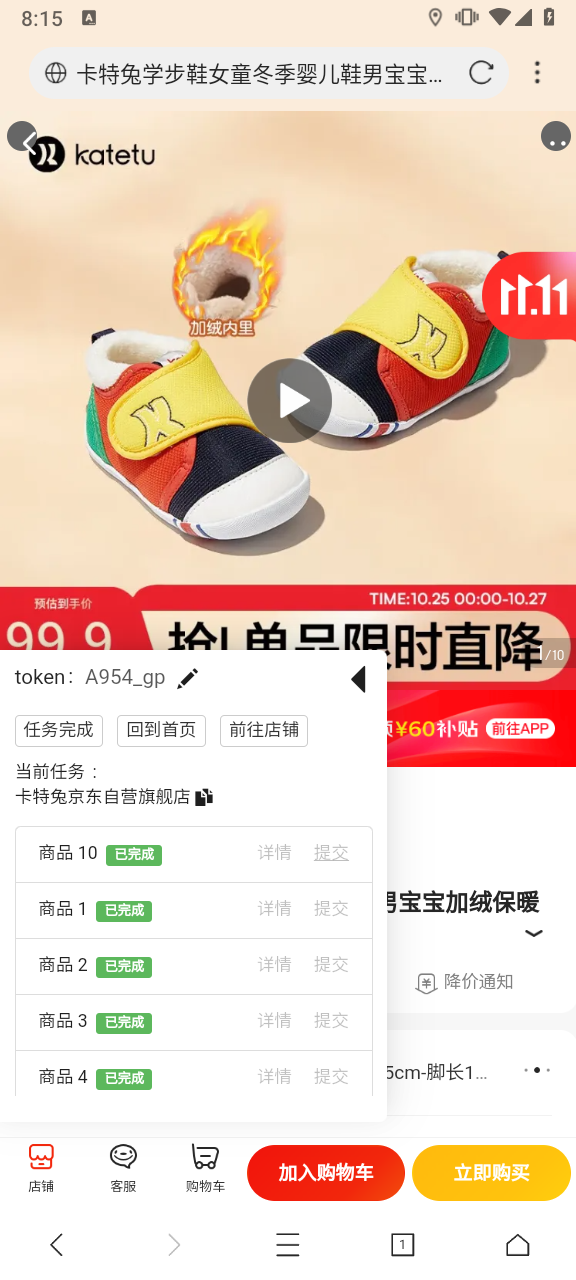 8:15
A
卡特兔学步鞋女童冬季婴儿鞋男宝宝...
katetu
11.11
加绒内里
TIME:10.25 00:00-10.27
预估到手价
99.9
抢!单品限时直降
1/10
token: A954_gp
¥60补贴 前往APP
任务完成 回到首页 前往店铺
当前任务：
卡特兔京东自营旗舰店
商品 10 已完成 详情 提交
商品 1 已完成 详情 提交
男宝宝加绒保暖
商品 2 已完成 详情 提交
降价通知
商品 3 已完成 详情 提交
商品 4 已完成 详情 提交
5cm-脚长1...
店铺 客服 购物车 加入购物车 立即购买
1